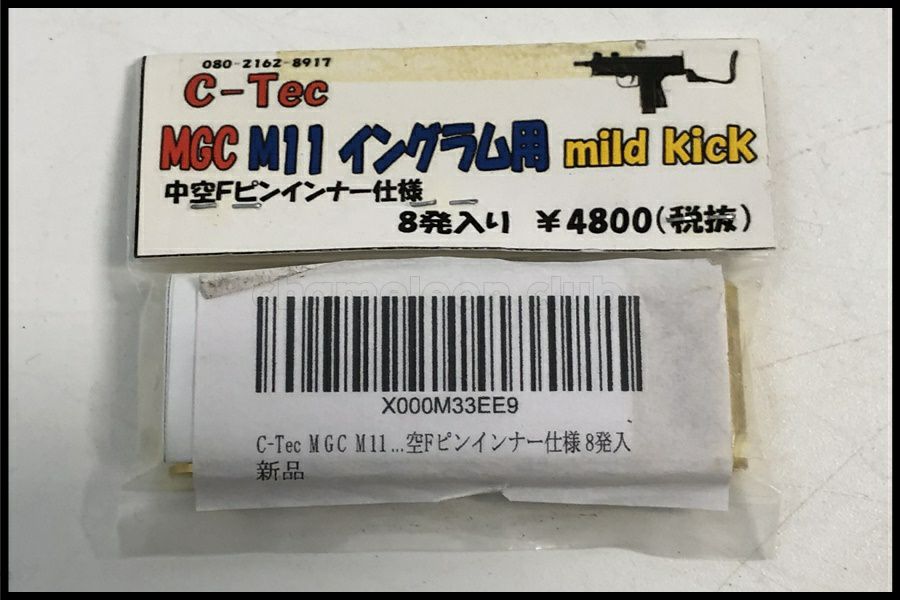 080-2162-8917
C-Tec
MGC M11 イングラム用 mild kick
中空Fピンインナー仕様
8発入り ¥4800(税抜)
chameleon club
X000M33EE9
C-Tec MGC M11...空Fピンインナー仕様 8発入
新品